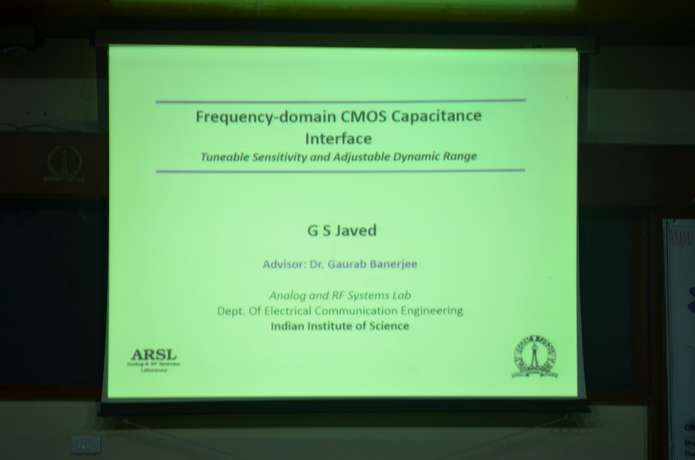 Frequency-domain CMOS Capacitance
Interface
Tuneable Sensitivity and Adjustable Dynamic Range
G S Javed
Advisor: Dr. Gaurab Banerjee
Analog and RF Systems Lab
Dept. Of Electrical Communication Engineering
Indian Institute of Science
ARSL
Analog & RF Systems
Laboratory